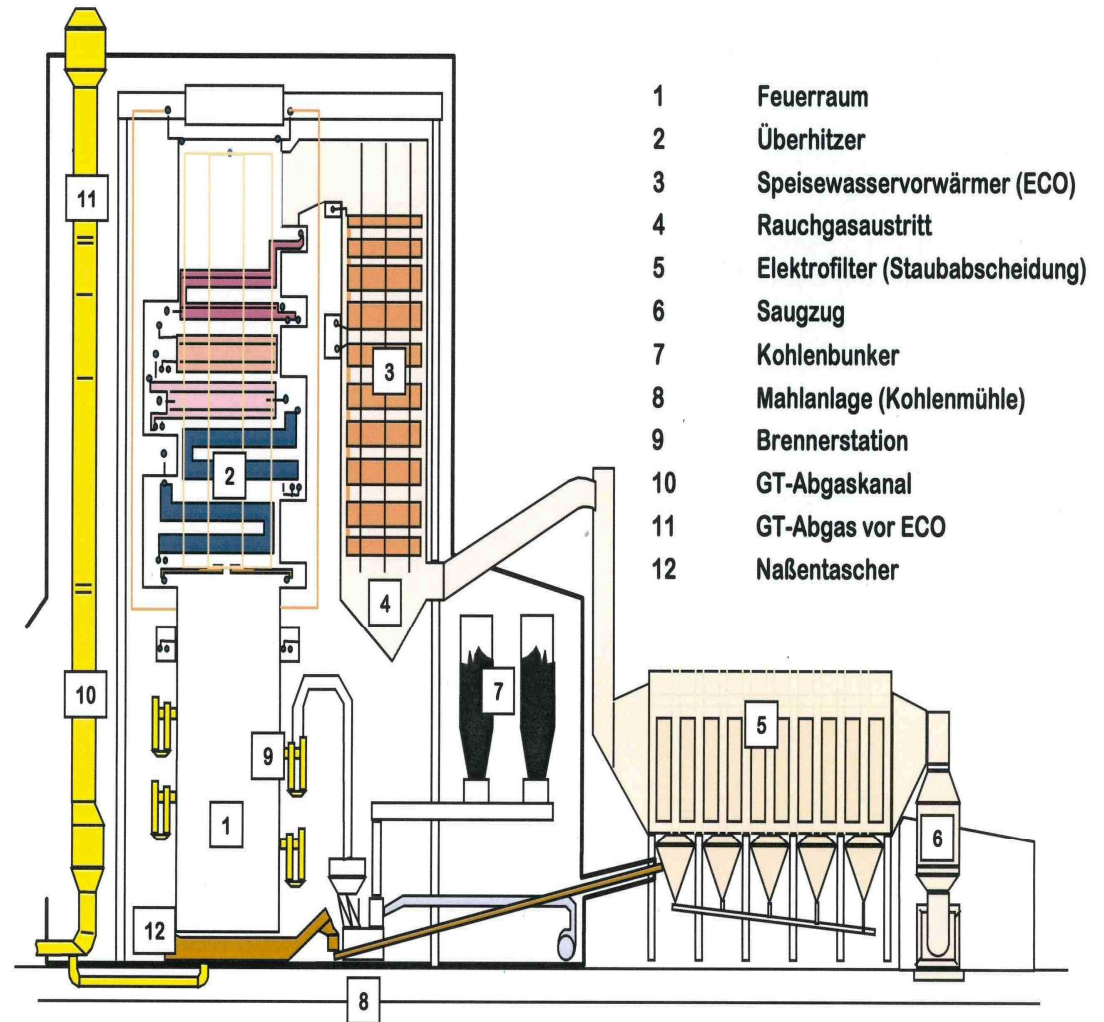 1 Feuerraum
2 Überhitzer
3 Speisewasservorwärmer (ECO)
4 Rauchgasaustritt
5 Elektrofilter (Staubabscheidung)
6 Saugzug
7 Kohlenbunker
8 Mahlanlage (Kohlenmühle)
9 Brennerstation
10 GT-Abgaskanal
11 GT-Abgas vor ECO
12 Naßentascher
11
3
2
4
10
7
5
9
1
6
12
8